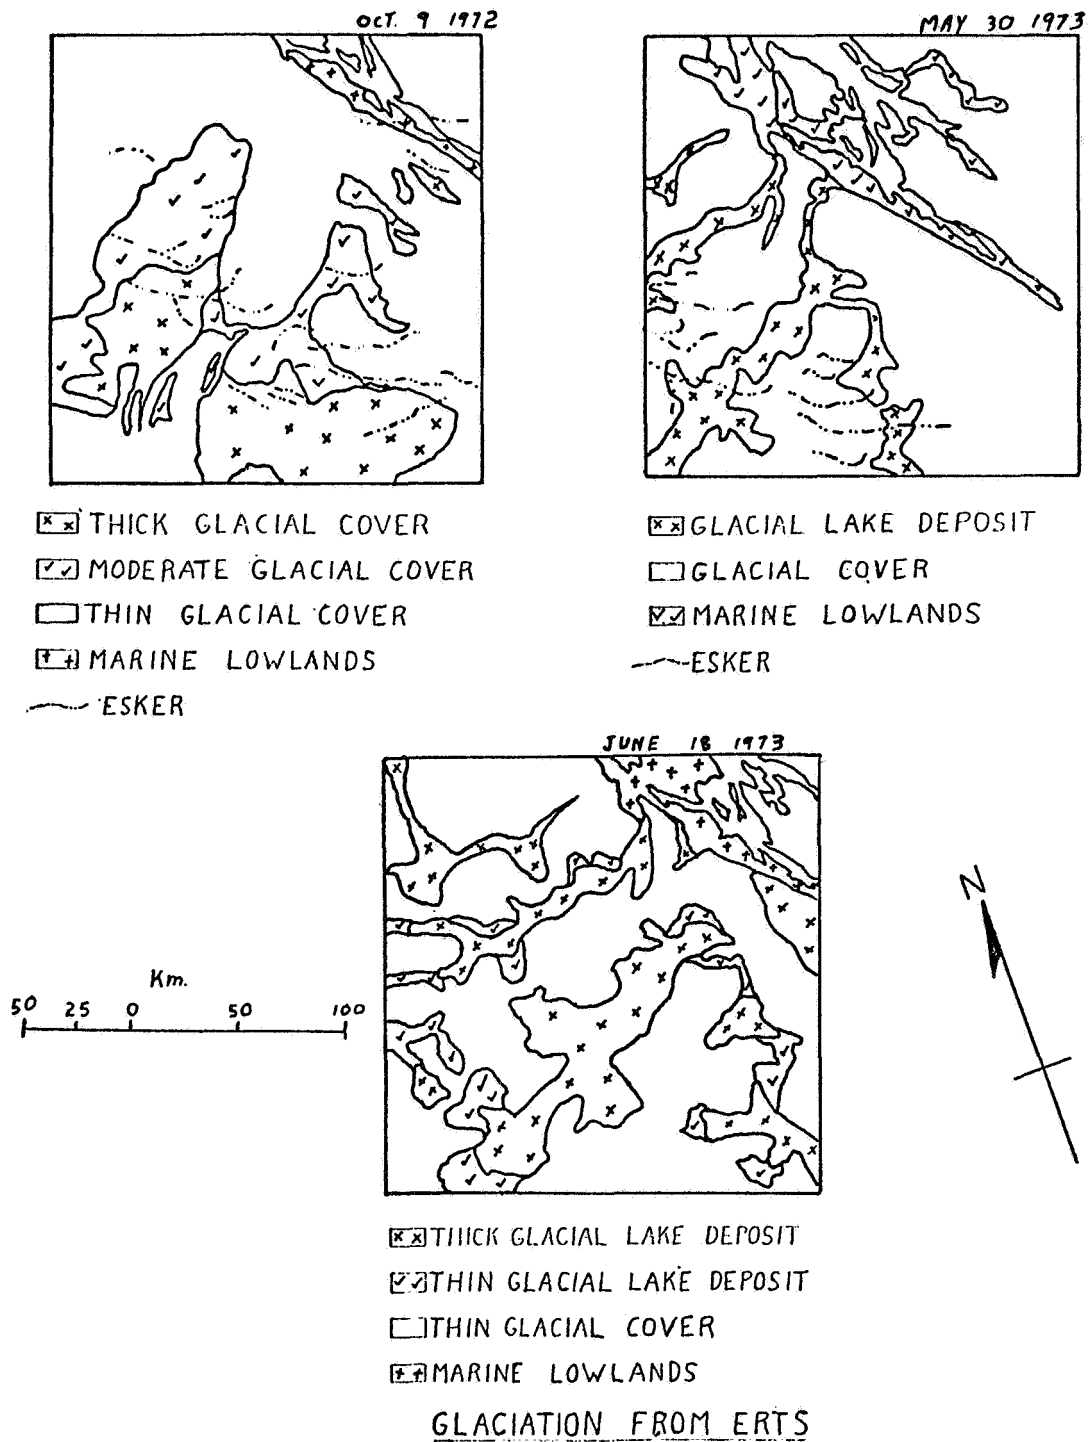 OCT. 9 1972
MAY 30 1973
THICK GLACIAL COVER
MODERATE GLACIAL COVER
THIN GLACIAL COVER
MARINE LOWLANDS
ESKER
GLACIAL LAKE DEPOSIT
GLACIAL COVER
MARINE LOWLANDS
ESKER
JUNE 18 1973
Km.
50 25 0 50 100
N
THICK GLACIAL LAKE DEPOSIT
THIN GLACIAL LAKE DEPOSIT
THIN GLACIAL COVER
MARINE LOWLANDS
GLACIATION FROM ERTS